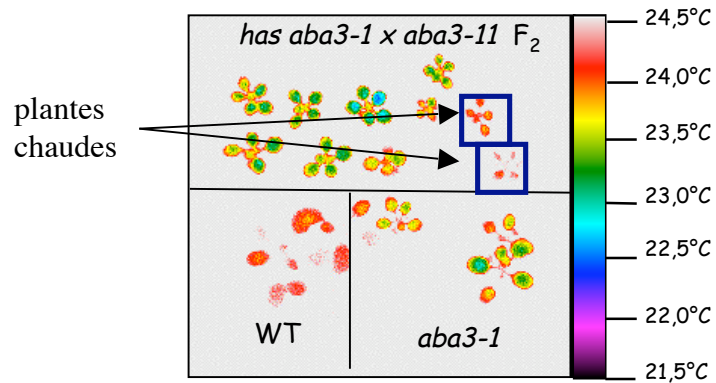 has aba3-1 x aba3-11 F₂
plantes
chaudes
WT
aba3-1
24,5°C
24,0°C
23,5°C
23,0°C
22,5°C
22,0°C
21,5°C